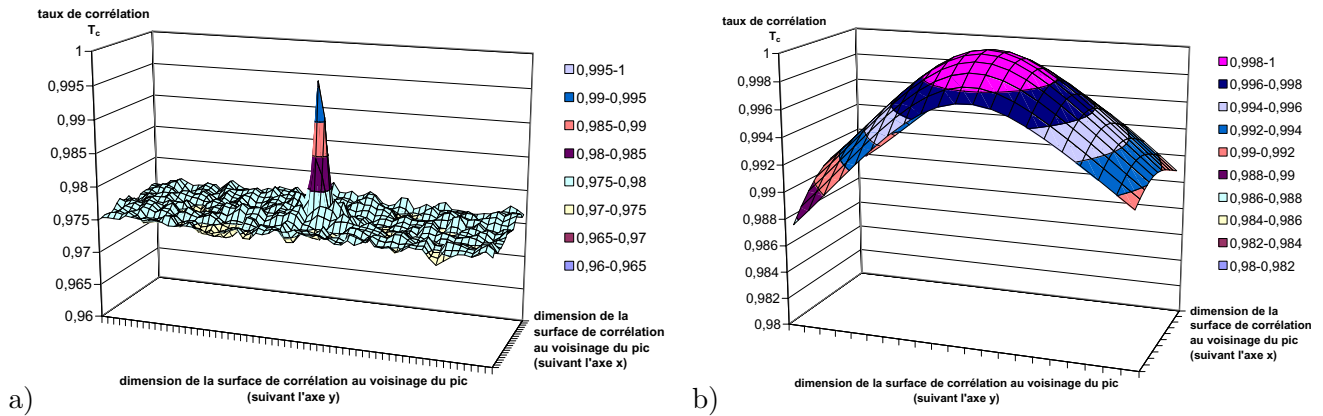 taux de corrélation
Tc
1
0,995
0,99
0,985
0,98
0,975
0,97
0,965
0,96
0,995-1
0,99-0,995
0,985-0,99
0,98-0,985
0,975-0,98
0,97-0,975
0,965-0,97
0,96-0,965
dimension de la
surface de corrélation
au voisinage du pic
(suivant l'axe x)
dimension de la surface de corrélation au voisinage du pic
(suivant l'axe y)
a)
taux de corrélation
Tc
1
0,998
0,996
0,994
0,992
0,99
0,988
0,986
0,984
0,982
0,98
0,998-1
0,996-0,998
0,994-0,996
0,992-0,994
0,99-0,992
0,988-0,99
0,986-0,988
0,984-0,986
0,982-0,984
0,98-0,982
dimension de la
surface de corrélation
au voisinage du pic
(suivant l'axe x)
dimension de la surface de corrélation au voisinage du pic
(suivant l'axe y)
b)